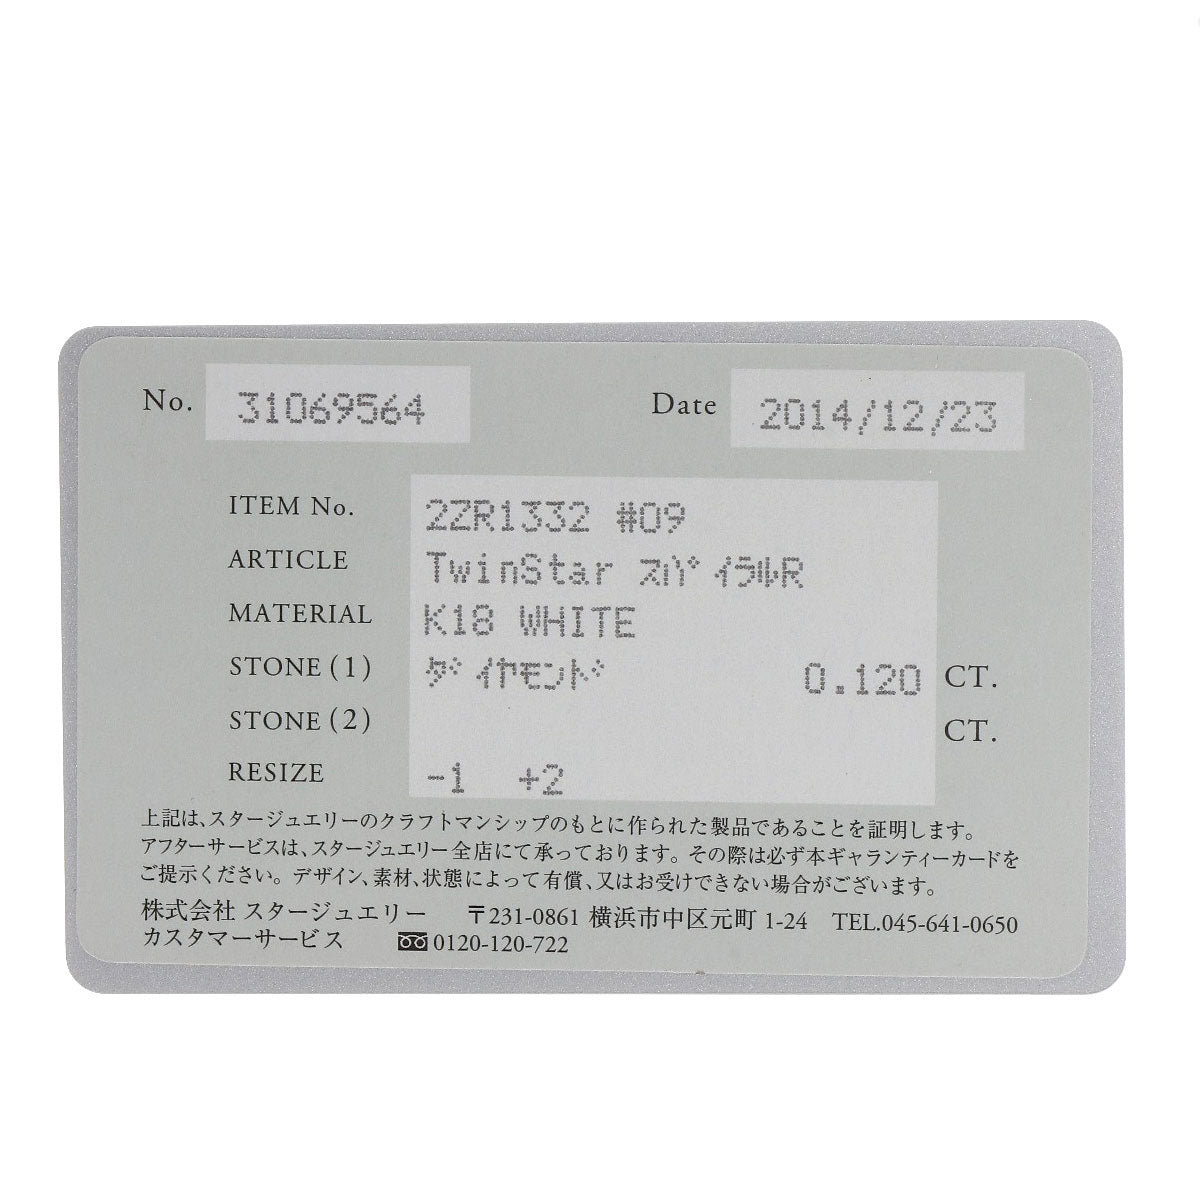 No. 31069564 Date 2014/12/23
ITEM No. 2ZR1332 #09
ARTICLE TwinStar ｽﾊﾟｲﾗﾙR
MATERIAL K18 WHITE
STONE (1) ﾀﾞｲﾔﾓﾝﾄﾞ 0.120 CT.
STONE (2) CT.
RESIZE -1 +2
上記は、スタージュエリーのクラフトマンシップのもとに作られた製品であることを証明します。
アフターサービスは、スタージュエリー全店にて承っております。その際は必ず本ギャランティーカードを
ご提示ください。デザイン、素材、状態によって有償、又はお受けできない場合がございます。
株式会社 スタージュエリー 〒231-0861 横浜市中区元町 1-24 TEL.045-641-0650
カスタマーサービス 0120-120-722